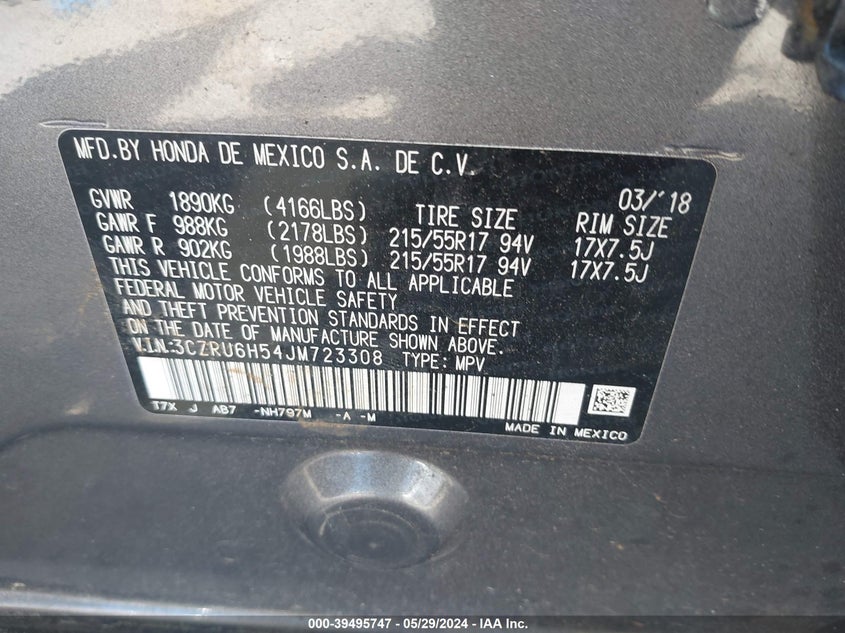 MFD.BY HONDA DE MEXICO S.A. DE C.V.
03/'18
GVWR 1890KG (4166LBS) TIRE SIZE RIM SIZE
GAWR F 988KG (2178LBS) 215/55R17 94V 17X7.5J
GAWR R 902KG (1988LBS) 215/55R17 94V 17X7.5J
THIS VEHICLE CONFORMS TO ALL APPLICABLE
FEDERAL MOTOR VEHICLE SAFETY
AND THEFT PREVENTION STANDARDS IN EFFECT
ON THE DATE OF MANUFACTURE SHOWN ABOVE.
V.I.N:3CZRU6H54JM723308 TYPE: MPV
T7X J AB7 -NH797M -A -M
MADE IN MEXICO
000-39495747 - 05/29/2024 - IAA Inc.